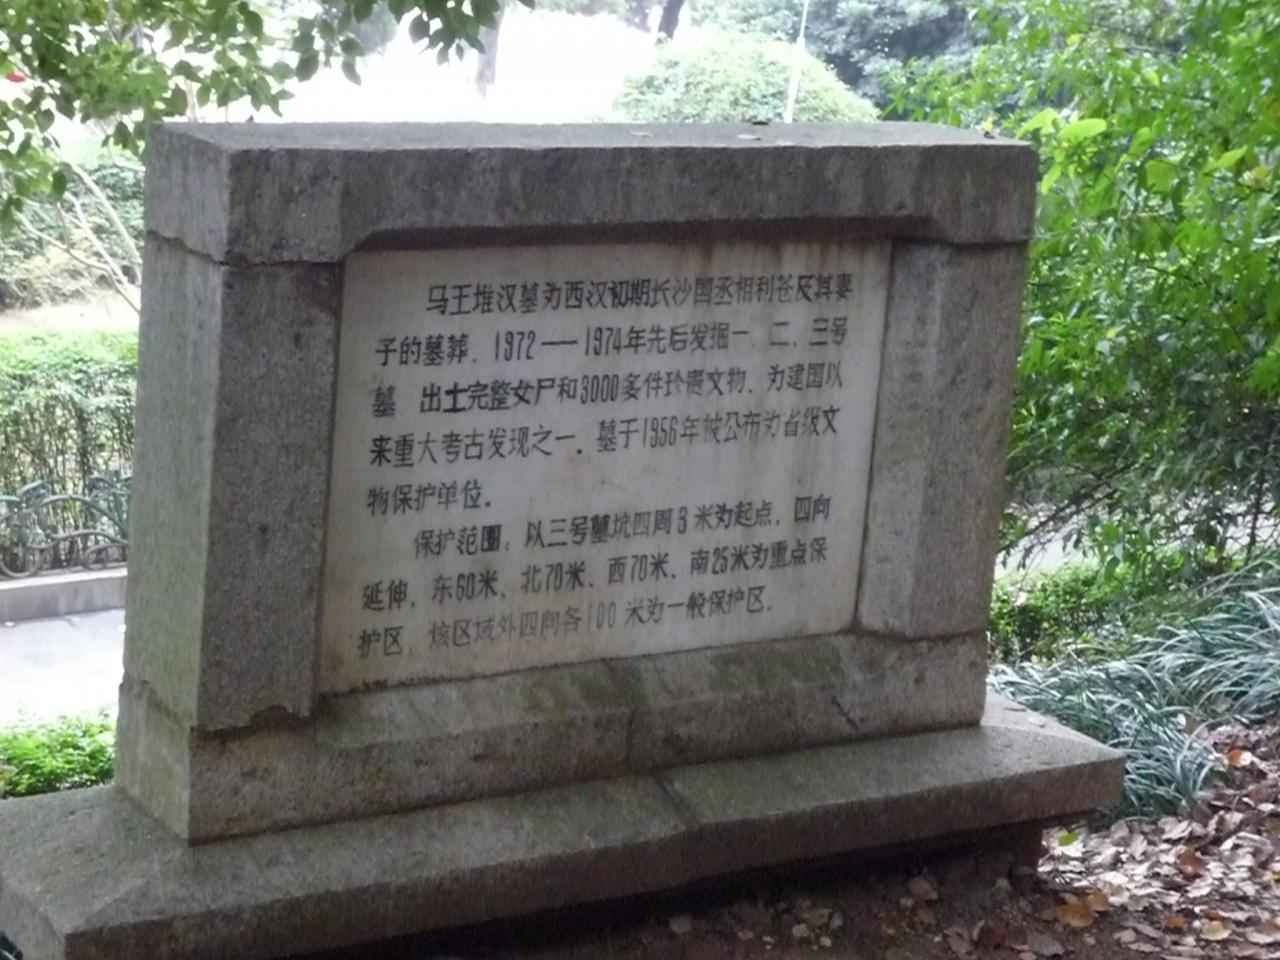 马王堆汉墓为西汉初期长沙国丞相利苍及其妻
子的墓葬. 1972——1974年先后发掘一、二、三号
墓 出土完整女尸和3000多件珍贵文物、为建国以
来重大考古发现之一. 墓于1956年被公布为省级文
物保护单位.
保护范围: 以三号墓坑四周3米为起点, 四向
延伸, 东60米、北70米、西70米、南25米为重点保
护区, 该区域外四向各100米为一般保护区.